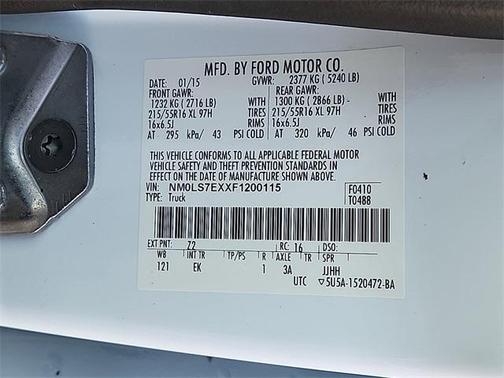 MFD. BY FORD MOTOR CO.
DATE: 01/15 GVWR: 2377 KG ( 5240 LB)
FRONT GAWR: REAR GAWR:
1232 KG ( 2716 LB) WITH 1300 KG ( 2866 LB)- WITH
215/55R16 XL 97H TIRES 215/55R16 XL 97H TIRES
16x6.5J RIMS 16x6.5J RIMS
AT 295 kPa/ 43 PSI COLD AT 320 kPa/ 46 PSI COLD
THIS VEHICLE CONFORMS TO ALL APPLICABLE FEDERAL MOTOR
VEHICLE SAFETY AND THEFT PREVENTION STANDARDS IN
EFFECT ON THE DATE OF MANUFACTURE SHOWN ABOVE.
VIN: NM0LS7EXXF1200115 F0410
TYPE: Truck T0488
EXT PNT: Z2 RC: 16 DSO:
WB INT TR TP/PS R AXLE TR SPR
121 EK 1 3A JJHH
UTC ▽5U5A-1520472-BA